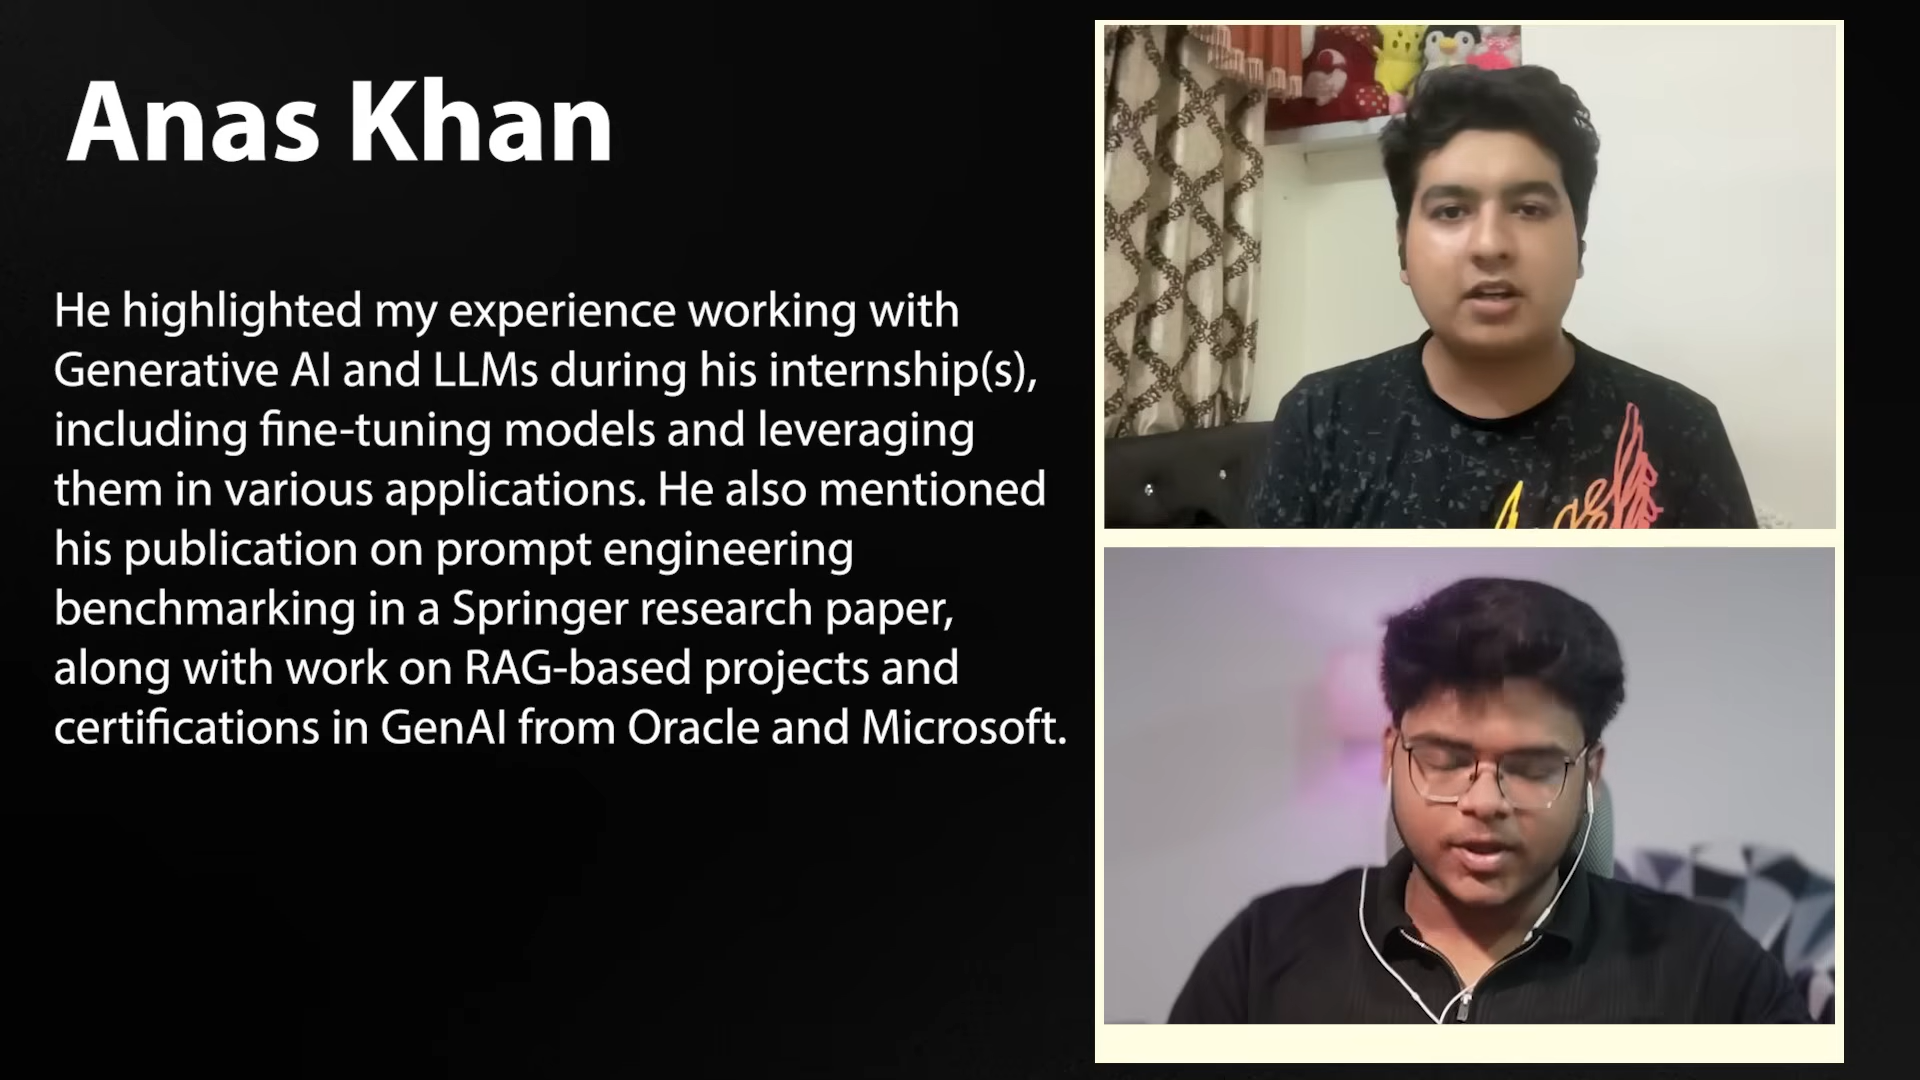 Anas Khan
He highlighted my experience working with
Generative AI and LLMs during his internship(s),
including fine-tuning models and leveraging
them in various applications. He also mentioned
his publication on prompt engineering
benchmarking in a Springer research paper,
along with work on RAG-based projects and
certifications in GenAI from Oracle and Microsoft.